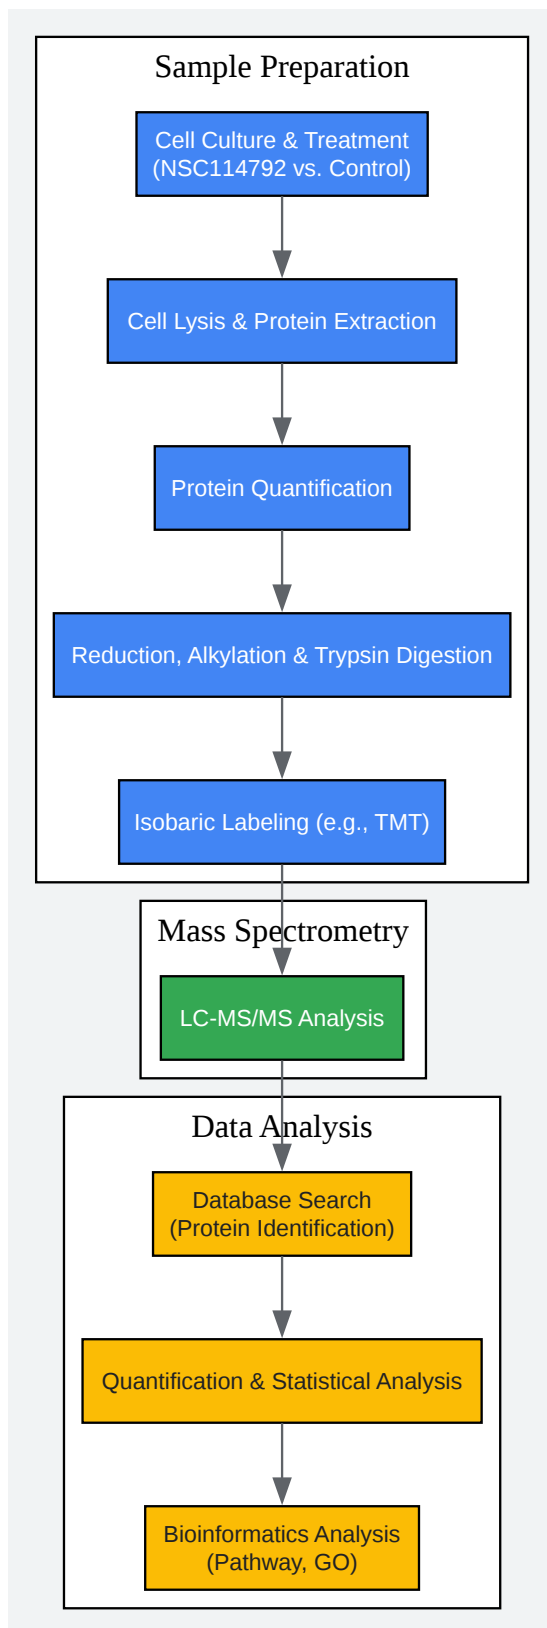 Sample Preparation
Cell Culture & Treatment
(NSC114792 vs. Control)
Cell Lysis & Protein Extraction
Protein Quantification
Reduction, Alkylation & Trypsin Digestion
Isobaric Labeling (e.g., TMT)
Mass Spectrometry
LC-MS/MS Analysis
Data Analysis
Database Search
(Protein Identification)
Quantification & Statistical Analysis
Bioinformatics Analysis
(Pathway, GO)